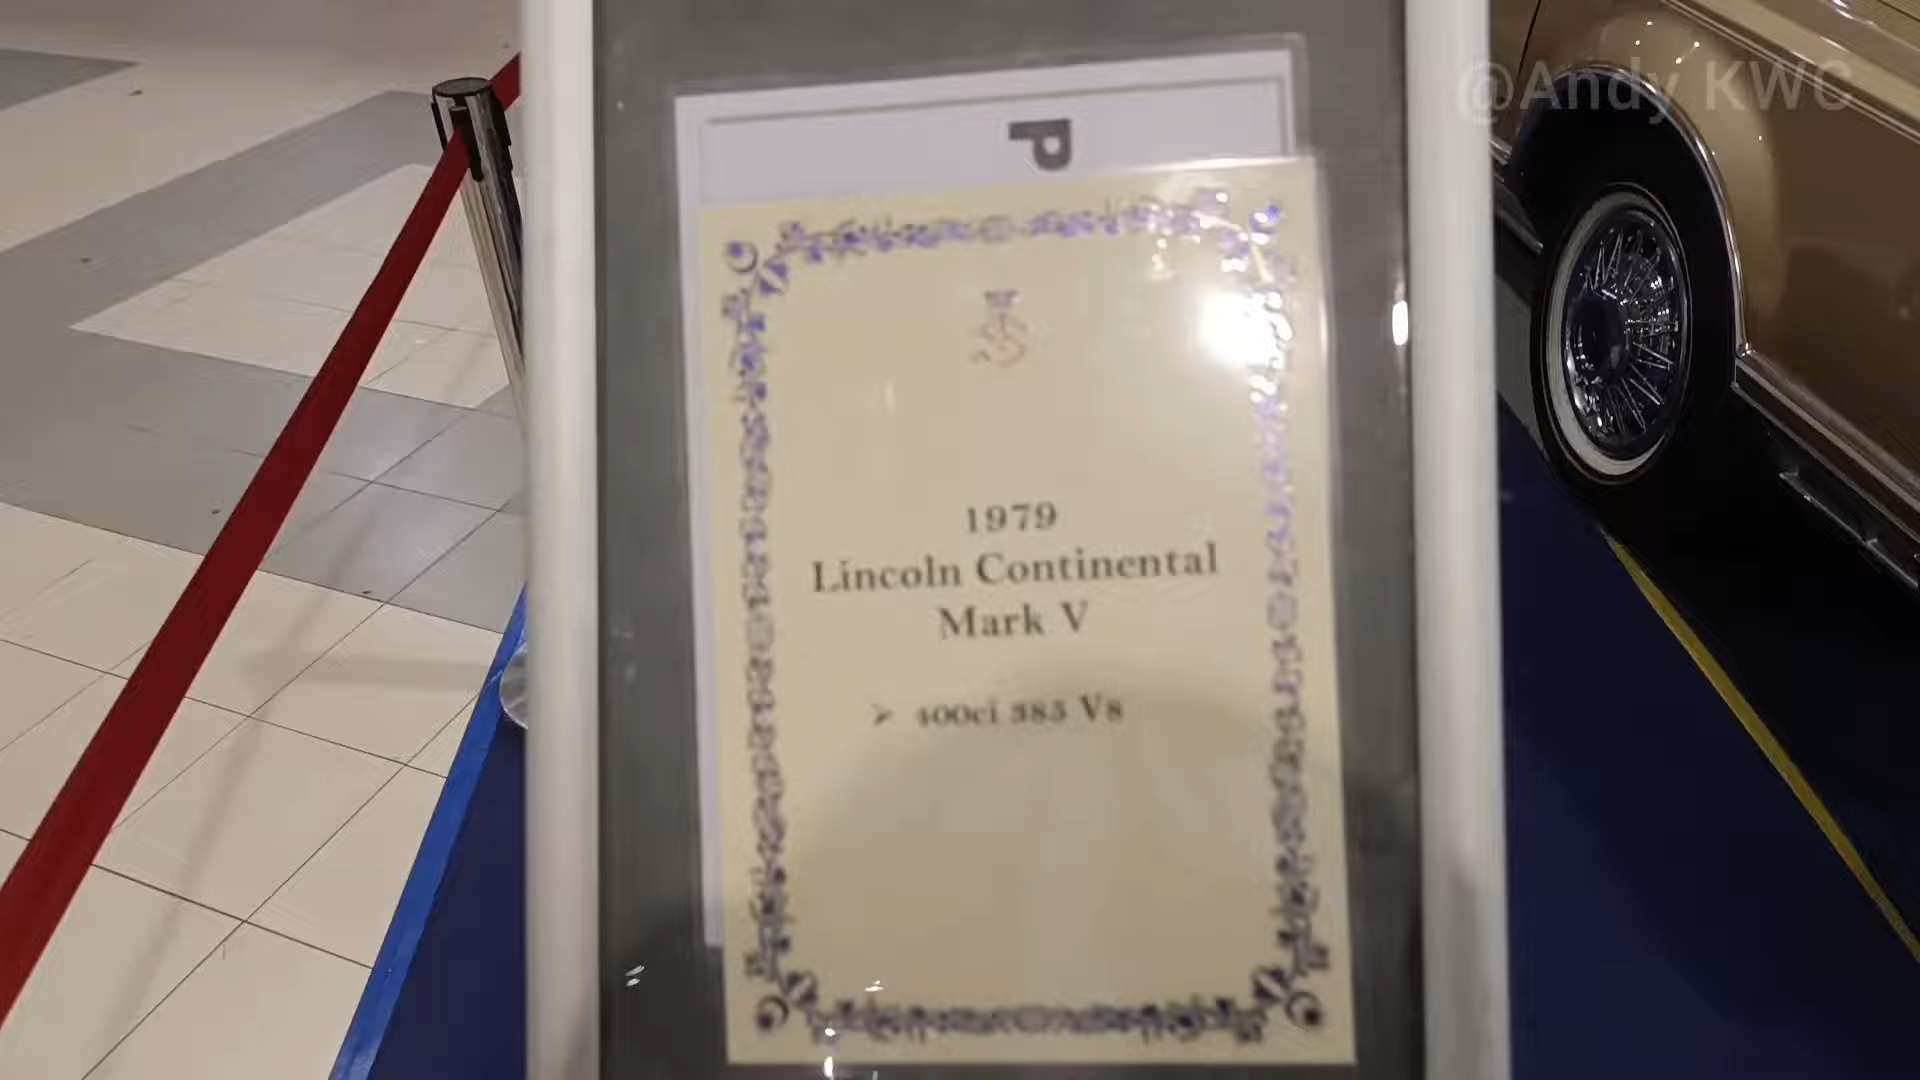 @Andy KWC
P
1979
Lincoln Continental
Mark V
➢ 400ci 385 V8